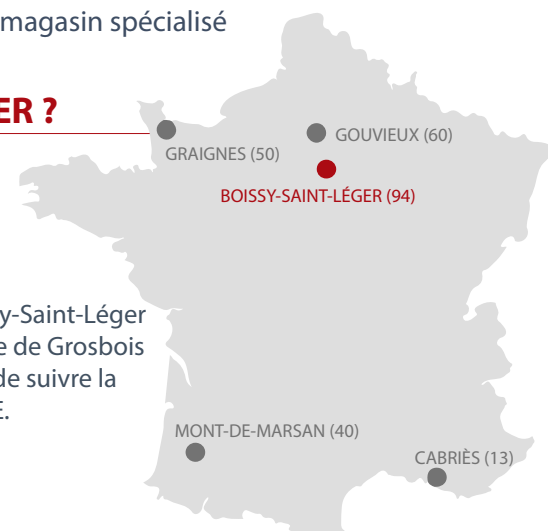 magasin spécialisé
ER ?
GOUVIEUX (60)
GRAIGNES (50)
BOISSY-SAINT-LÉGER (94)
y-Saint-Léger
e de Grosbois
de suivre la
E.
MONT-DE-MARSAN (40)
CABRIÈS (13)